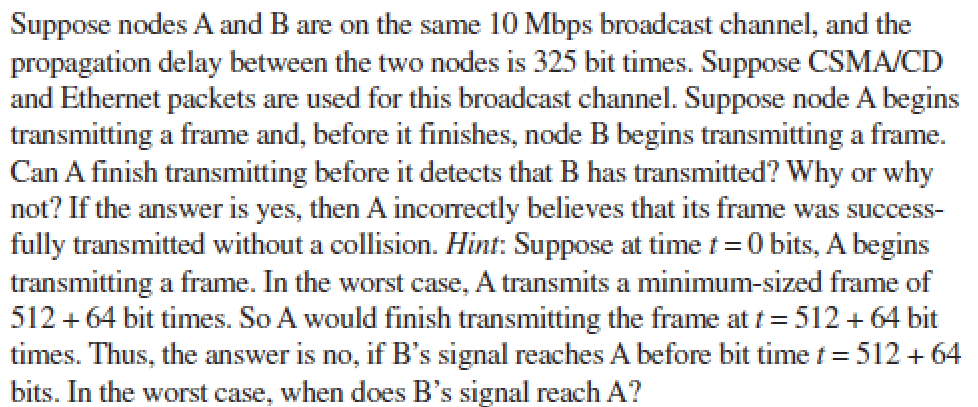 Suppose nodes A and B are on the same 10 Mbps broadcast channel, and the
propagation delay between the two nodes is 325 bit times. Suppose CSMA/CD
and Ethernet packets are used for this broadcast channel. Suppose node A begins
transmitting a frame and, before it finishes, node B begins transmitting a frame.
Can A finish transmitting before it detects that B has transmitted? Why or why
not? If the answer is yes, then A incorrectly believes that its frame was success-
fully transmitted without a collision. Hint: Suppose at time t = 0 bits, A begins
transmitting a frame. In the worst case, A transmits a minimum-sized frame of
512 + 64 bit times. So A would finish transmitting the frame at t = 512 + 64 bit
times. Thus, the answer is no, if B’s signal reaches A before bit time t = 512 + 64
bits. In the worst case, when does B’s signal reach A?